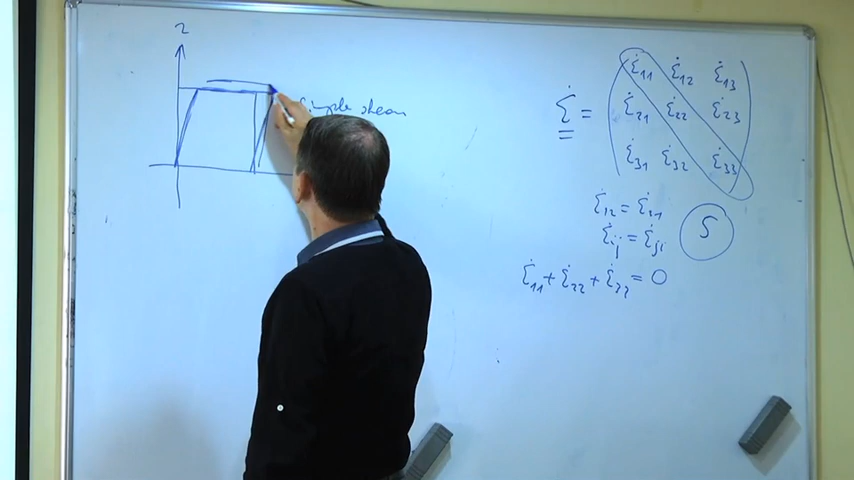 2
simple shear
ε̇ = ( ε̇11 ε̇12 ε̇13
ε̇21 ε̇22 ε̇23
ε̇31 ε̇32 ε̇33 )
ε̇12 = ε̇21
ε̇ij = ε̇ji
5
ε̇11 + ε̇22 + ε̇33 = 0